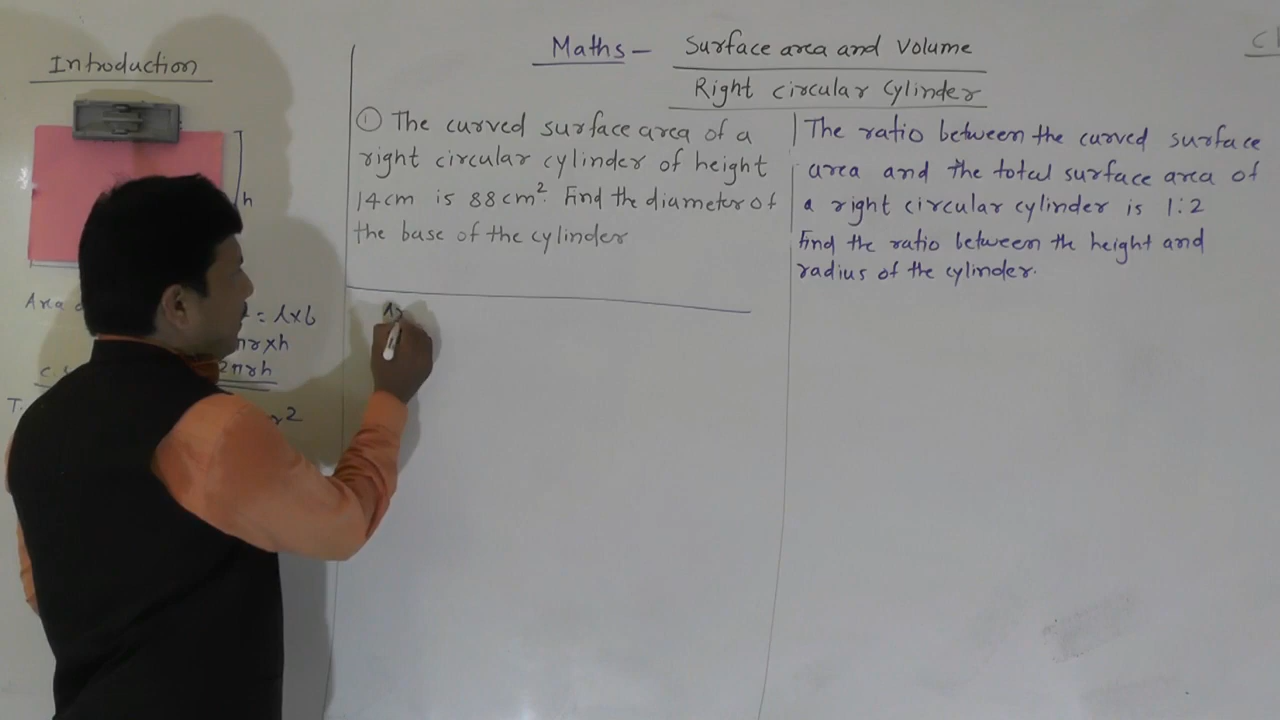 Introduction
h
Area
= l×b
πr×h
2πrh
T.
r²
Maths – Surface area and Volume
Right circular cylinder
① The curved surface area of a
right circular cylinder of height
14cm is 88cm². Find the diameter of
the base of the cylinder
The ratio between the curved surface
area and the total surface area of
a right circular cylinder is 1:2
Find the ratio between the height and
radius of the cylinder.